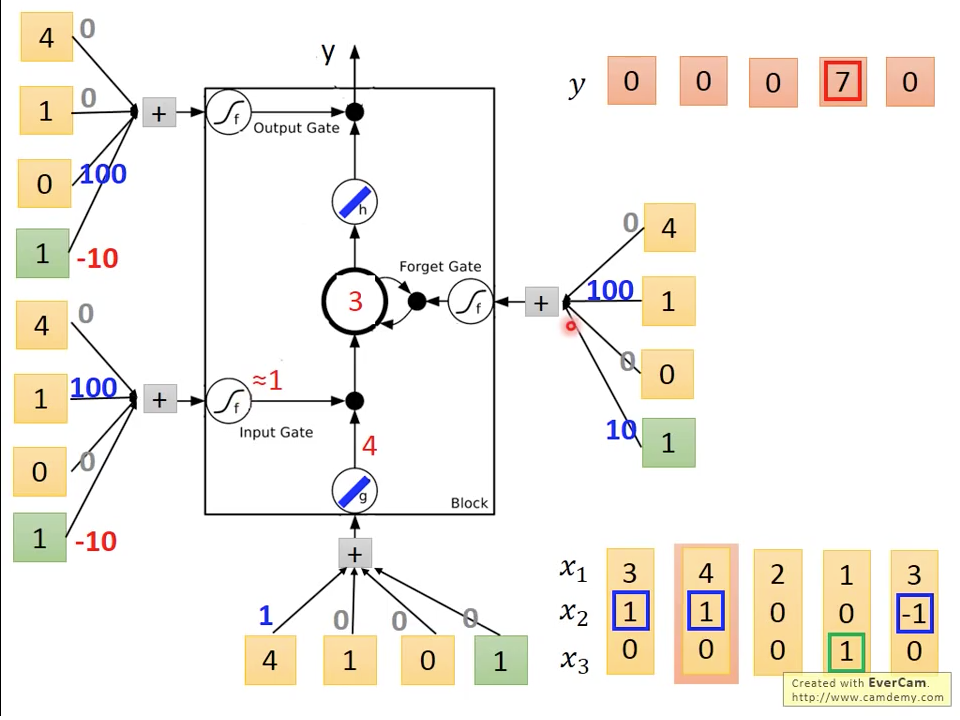 4 0
1 0
0 100
1 -10
4 0
1 100
0 0
1 -10
+
+
y
f
Output Gate
h
Forget Gate
3
f
≈1
f
Input Gate
4
g
Block
+
1 0 0 0
4 1 0 1
+
0 4
100 1
0 0
10 1
y 0 0 0 7 0
x₁ 3 4 2 1 3
x₂ 1 1 0 0 -1
x₃ 0 0 0 1 0
Created with EverCam.
http://www.camdemy.com